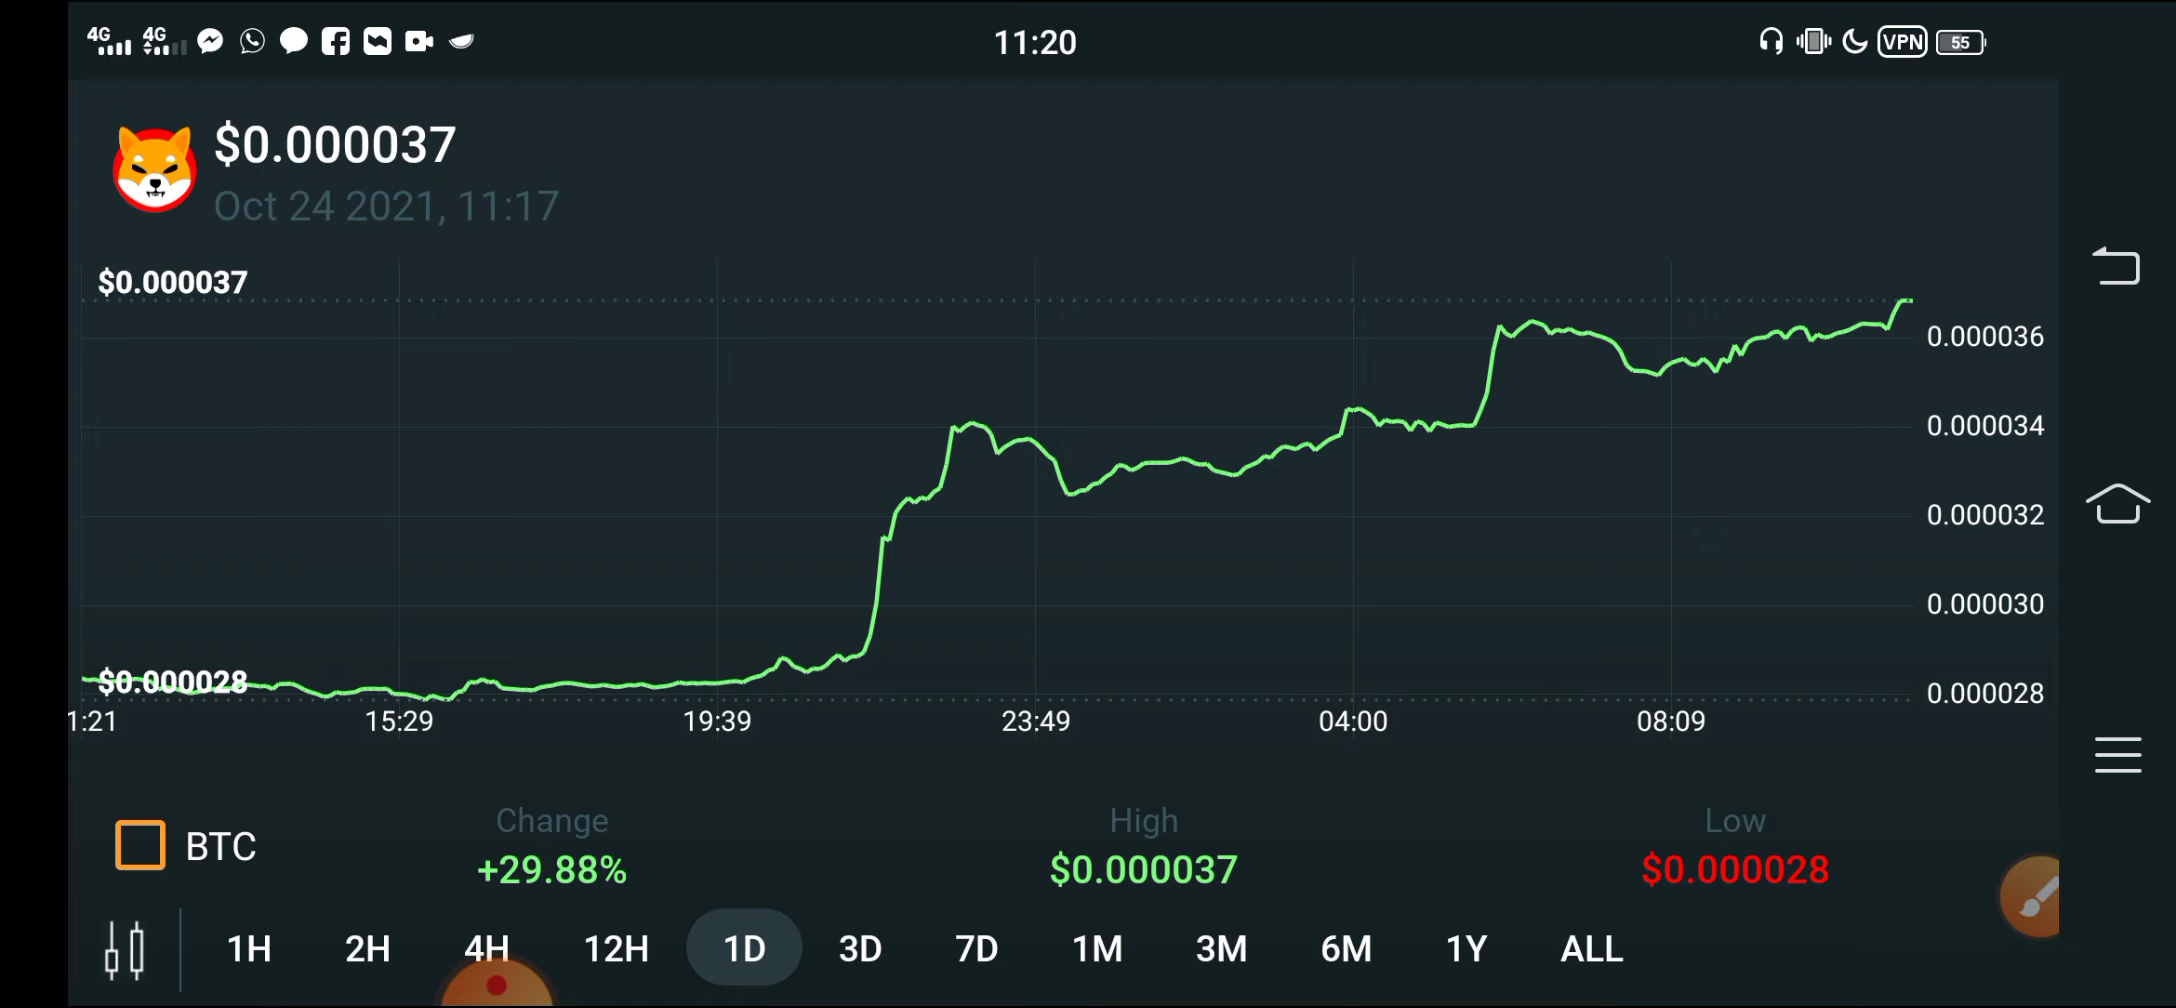 4G 4G 11:20 VPN 55
$0.000037
Oct 24 2021, 11:17
$0.000037
0.000036
0.000034
0.000032
0.000030
$0.000028
0.000028
1:21 15:29 19:39 23:49 04:00 08:09
BTC
Change High Low
+29.88% $0.000037 $0.000028
1H 2H 4H 12H 1D 3D 7D 1M 3M 6M 1Y ALL